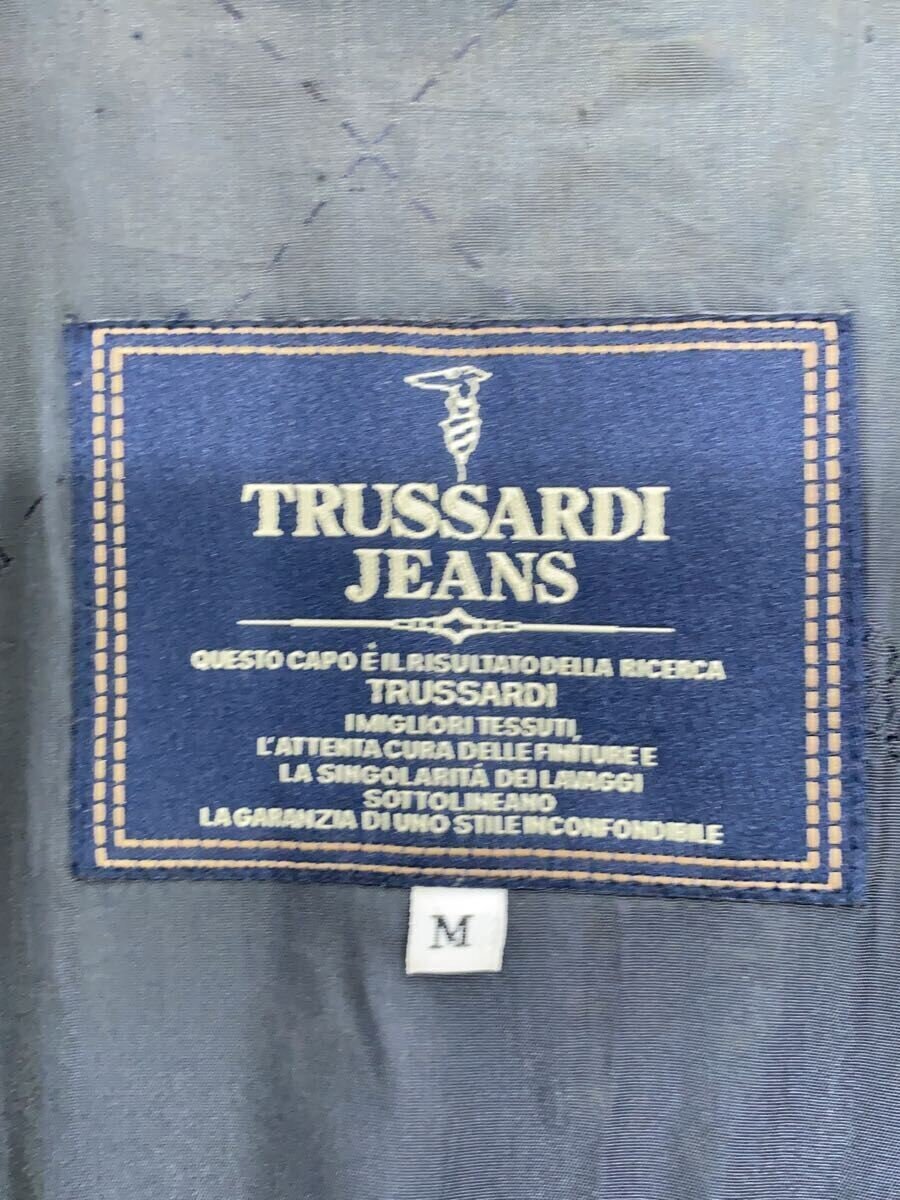 TRUSSARDI
JEANS
QUESTO CAPO É IL RISULTATO DELLA RICERCA
TRUSSARDI
I MIGLIORI TESSUTI,
L'ATTENTA CURA DELLE FINITURE E
LA SINGOLARITÁ DEI LAVAGGI
SOTTOLINEANO
LA GARANZIA DI UNO STILE INCONFONDIBILE
M